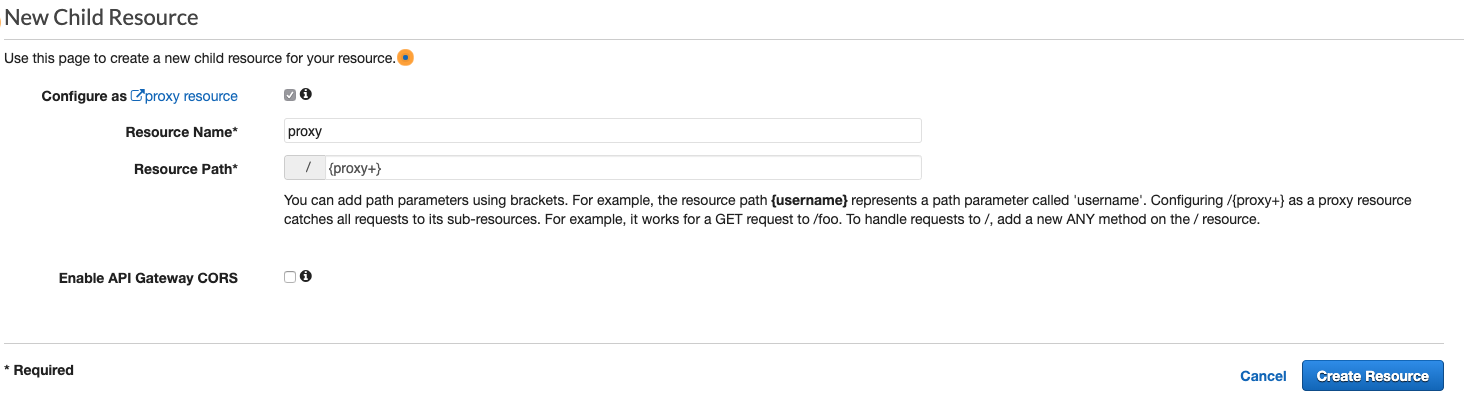 New Child Resource
Use this page to create a new child resource for your resource.
Configure as proxy resource
Resource Name* proxy
Resource Path* / {proxy+}
You can add path parameters using brackets. For example, the resource path {username} represents a path parameter called 'username'. Configuring /{proxy+} as a proxy resource
catches all requests to its sub-resources. For example, it works for a GET request to /foo. To handle requests to /, add a new ANY method on the / resource.
Enable API Gateway CORS
* Required
Cancel Create Resource